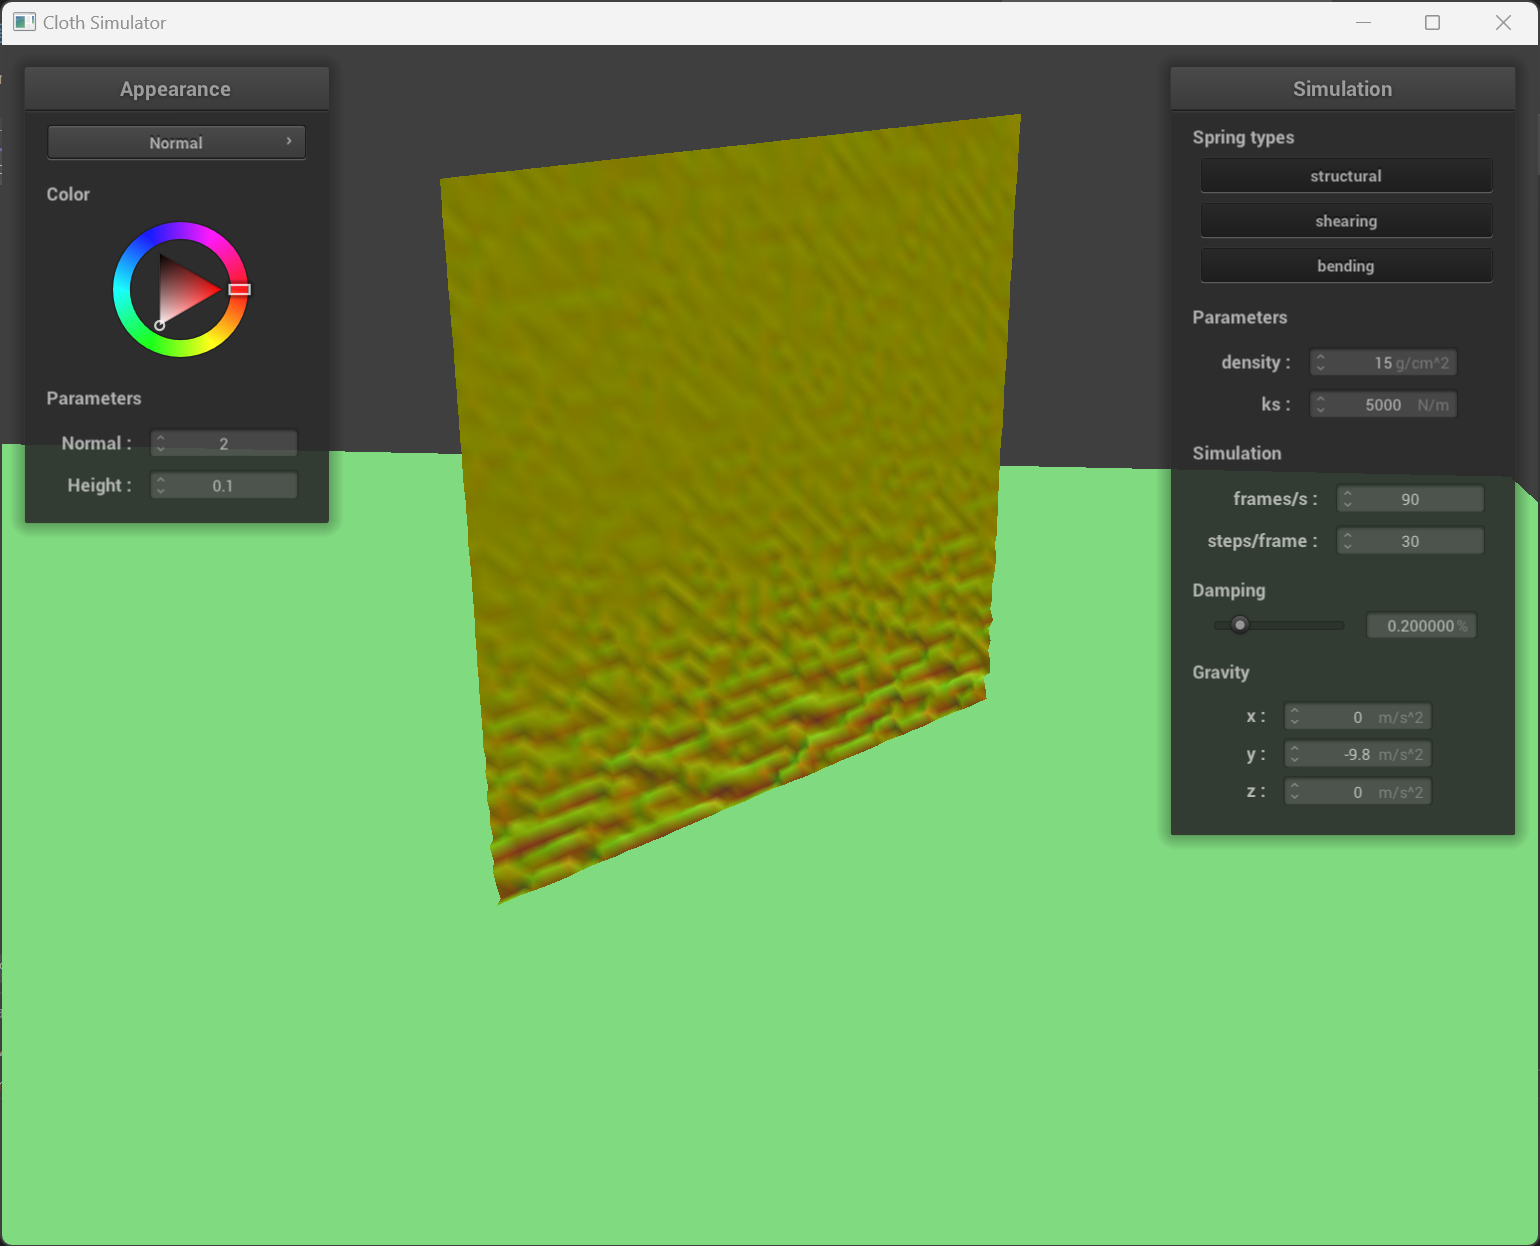 Cloth Simulator
Appearance
Normal
Color
Parameters
Normal : 2
Height : 0.1
Simulation
Spring types
structural
shearing
bending
Parameters
density : 15 g/cm^2
ks : 5000 N/m
Simulation
frames/s : 90
steps/frame : 30
Damping
0.200000 %
Gravity
x : 0 m/s^2
y : -9.8 m/s^2
z : 0 m/s^2